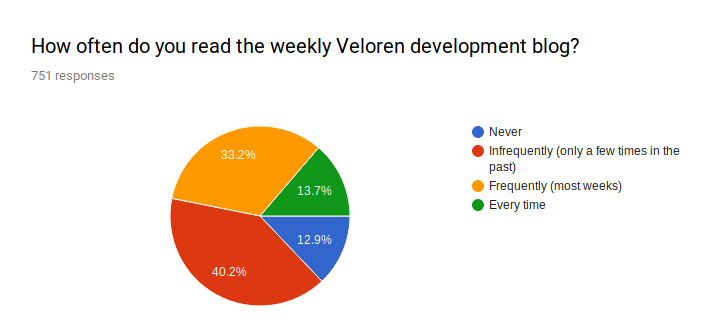 How often do you read the weekly Veloren development blog?
751 responses
33.2%
13.7%
12.9%
40.2%
Never
Infrequently (only a few times in the
past)
Frequently (most weeks)
Every time